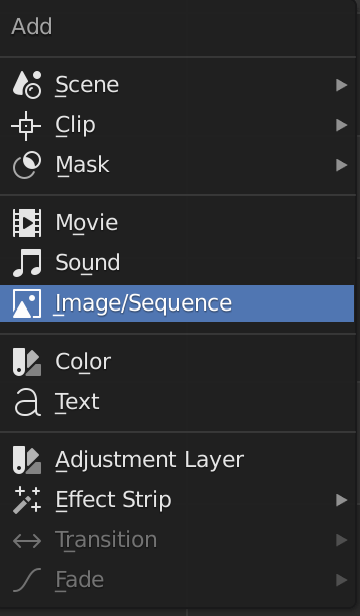 Add
Scene
Clip
Mask
Movie
Sound
Image/Sequence
Color
Text
Adjustment Layer
Effect Strip
Transition
Fade